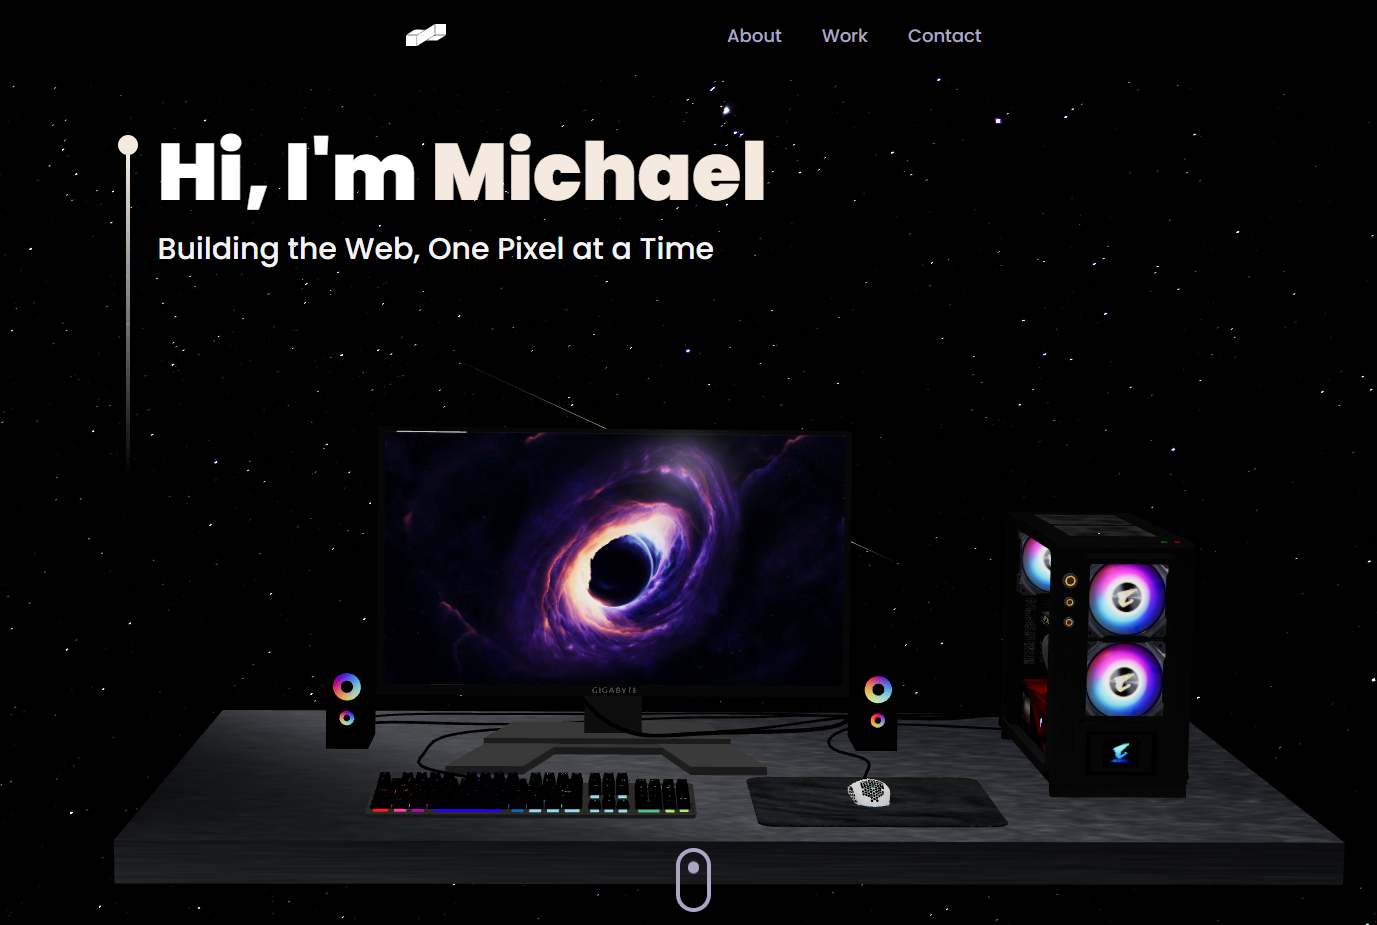 About Work Contact
Hi, I'm Michael
Building the Web, One Pixel at a Time
GIGABYTE